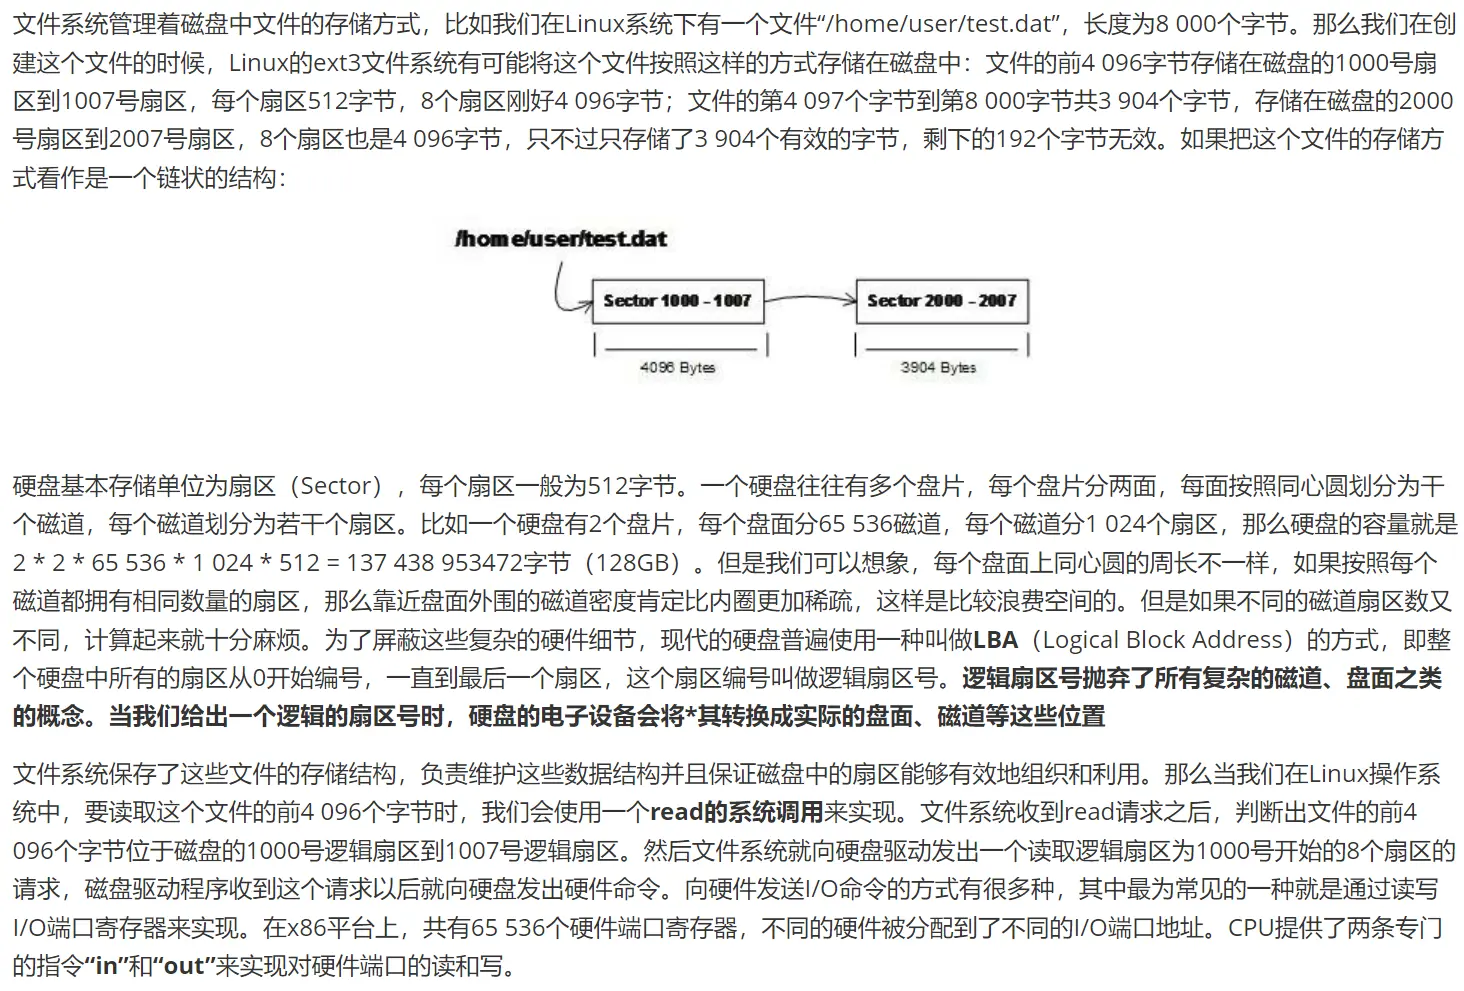 文件系统管理着磁盘中文件的存储方式，比如我们在Linux系统下有一个文件“/home/user/test.dat”，长度为8 000个字节。那么我们在创
建这个文件的时候，Linux的ext3文件系统有可能将这个文件按照这样的方式存储在磁盘中：文件的前4 096字节存储在磁盘的1000号扇
区到1007号扇区，每个扇区512字节，8个扇区刚好4 096字节；文件的第4 097个字节到第8 000字节共3 904个字节，存储在磁盘的2000
号扇区到2007号扇区，8个扇区也是4 096字节，只不过只存储了3 904个有效的字节，剩下的192个字节无效。如果把这个文件的存储方
式看作是一个链状的结构：
/home/user/test.dat
Sector 1000 - 1007
Sector 2000 - 2007
4096 Bytes
3904 Bytes
硬盘基本存储单位为扇区（Sector），每个扇区一般为512字节。一个硬盘往往有多个盘片，每个盘片分两面，每面按照同心圆划分为干
个磁道，每个磁道划分为若干个扇区。比如一个硬盘有2个盘片，每个盘面分65 536磁道，每个磁道分1 024个扇区，那么硬盘的容量就是
2 * 2 * 65 536 * 1 024 * 512 = 137 438 953472字节（128GB）。但是我们可以想象，每个盘面上同心圆的周长不一样，如果按照每个
磁道都拥有相同数量的扇区，那么靠近盘面外围的磁道密度肯定比内圈更加稀疏，这样是比较浪费空间的。但是如果不同的磁道扇区数又
不同，计算起来就十分麻烦。为了屏蔽这些复杂的硬件细节，现代的硬盘普遍使用一种叫做LBA（Logical Block Address）的方式，即整
个硬盘中所有的扇区从0开始编号，一直到最后一个扇区，这个扇区编号叫做逻辑扇区号。逻辑扇区号抛弃了所有复杂的磁道、盘面之类
的概念。当我们给出一个逻辑的扇区号时，硬盘的电子设备会将*其转换成实际的盘面、磁道等这些位置
文件系统保存了这些文件的存储结构，负责维护这些数据结构并且保证磁盘中的扇区能够有效地组织和利用。那么当我们在Linux操作系
统中，要读取这个文件的前4 096个字节时，我们会使用一个read的系统调用来实现。文件系统收到read请求之后，判断出文件的前4
096个字节位于磁盘的1000号逻辑扇区到1007号逻辑扇区。然后文件系统就向硬盘驱动发出一个读取逻辑扇区为1000号开始的8个扇区的
请求，磁盘驱动程序收到这个请求以后就向硬盘发出硬件命令。向硬件发送I/O命令的方式有很多种，其中最为常见的一种就是通过读写
I/O端口寄存器来实现。在x86平台上，共有65 536个硬件端口寄存器，不同的硬件被分配到了不同的I/O端口地址。CPU提供了两条专门
的指令“in”和“out”来实现对硬件端口的读和写。